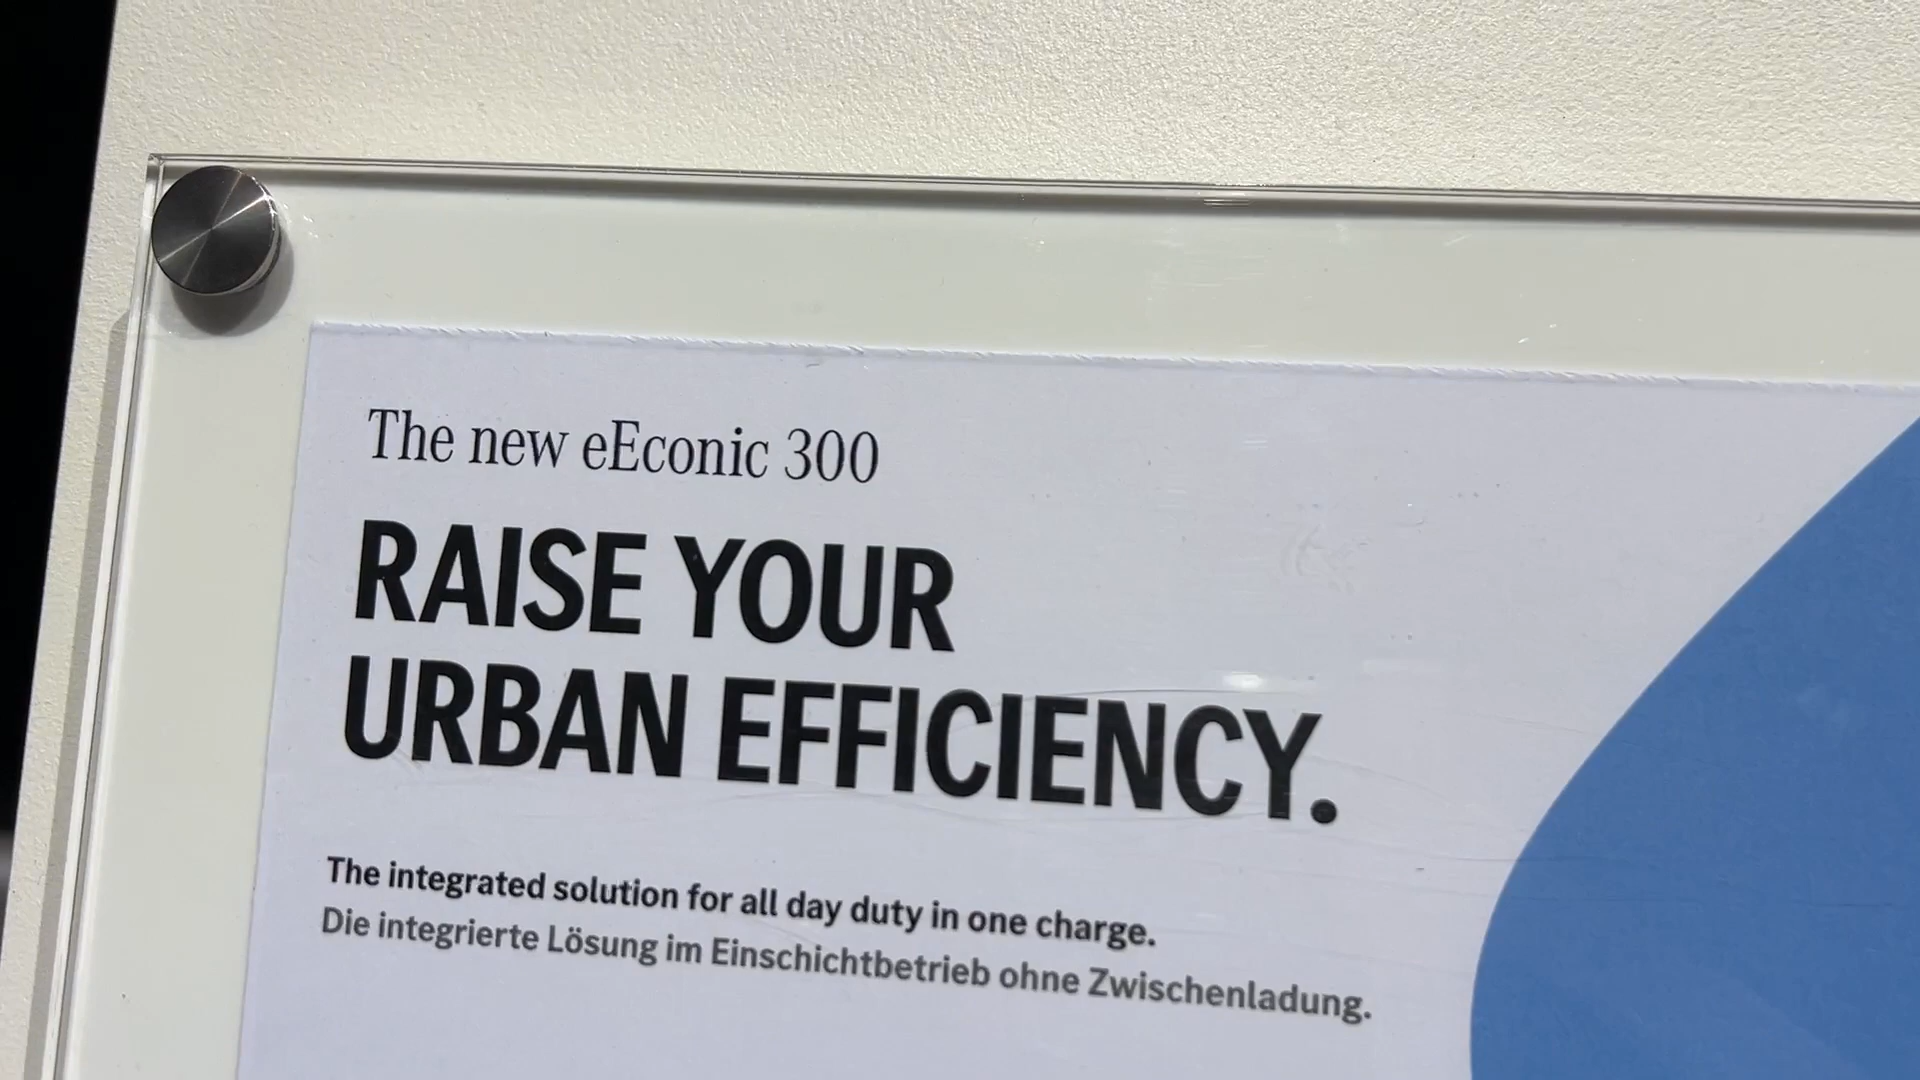 The new eEconic 300
RAISE YOUR
URBAN EFFICIENCY.
The integrated solution for all day duty in one charge.
Die integrierte Lösung im Einschichtbetrieb ohne Zwischenladung.